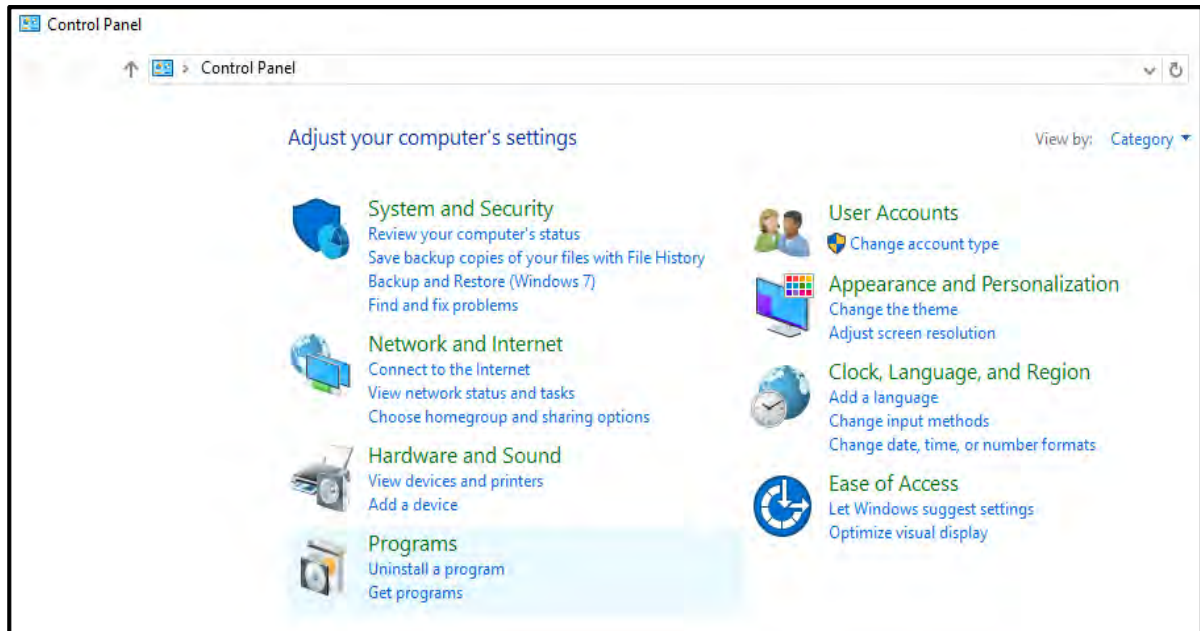 Control Panel
Control Panel
Adjust your computer's settings
View by: Category
System and Security
Review your computer's status
Save backup copies of your files with File History
Backup and Restore (Windows 7)
Find and fix problems
Network and Internet
Connect to the Internet
View network status and tasks
Choose homegroup and sharing options
Hardware and Sound
View devices and printers
Add a device
Programs
Uninstall a program
Get programs
User Accounts
Change account type
Appearance and Personalization
Change the theme
Adjust screen resolution
Clock, Language, and Region
Add a language
Change input methods
Change date, time, or number formats
Ease of Access
Let Windows suggest settings
Optimize visual display